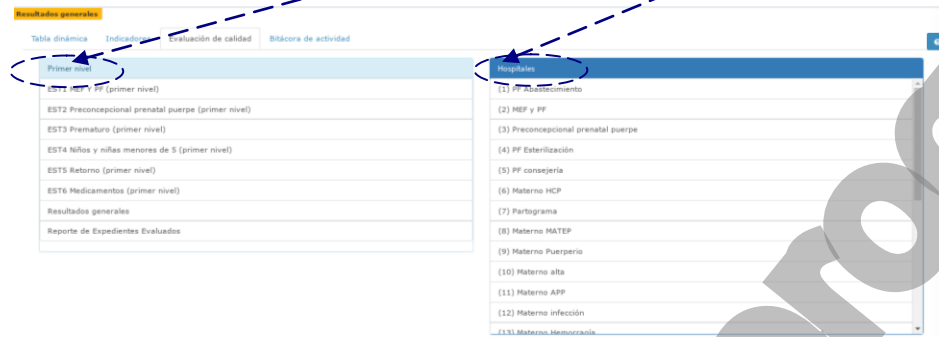 Resultados generales
Tabla dinámica Indicadores Evaluación de calidad Bitácora de actividad
Primer nivel
EST1 MEF Y PF (primer nivel)
EST2 Preconcepcional prenatal puerpe (primer nivel)
EST3 Prematuro (primer nivel)
EST4 Niños y niñas menores de 5 (primer nivel)
EST5 Retorno (primer nivel)
EST6 Medicamentos (primer nivel)
Resultados generales
Reporte de Expedientes Evaluados
Hospitales
(1) PF Abastecimiento
(2) MEF y PF
(3) Preconcepcional prenatal puerpe
(4) PF Esterilización
(5) PF consejería
(6) Materno HCP
(7) Partograma
(8) Materno MATEP
(9) Materno Puerperio
(10) Materno alta
(11) Materno APP
(12) Materno infección
(13) Materno Hemorragia